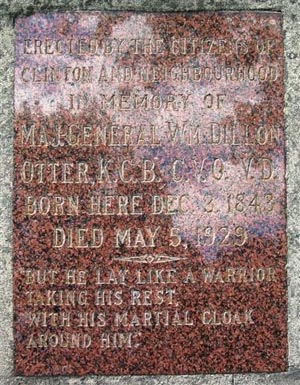 ERECTED BY THE CITIZENS OF
CLINTON AND NEIGHBOURHOOD
IN MEMORY OF
MAJ. GENERAL WM. DILLON
OTTER, K.C.B., C.V.O., V.D.
BORN HERE DEC. 3. 1843
DIED MAY 5, 1929
"BUT HE LAY LIKE A WARRIOR
TAKING HIS REST,
WITH HIS MARTIAL CLOAK
AROUND HIM."